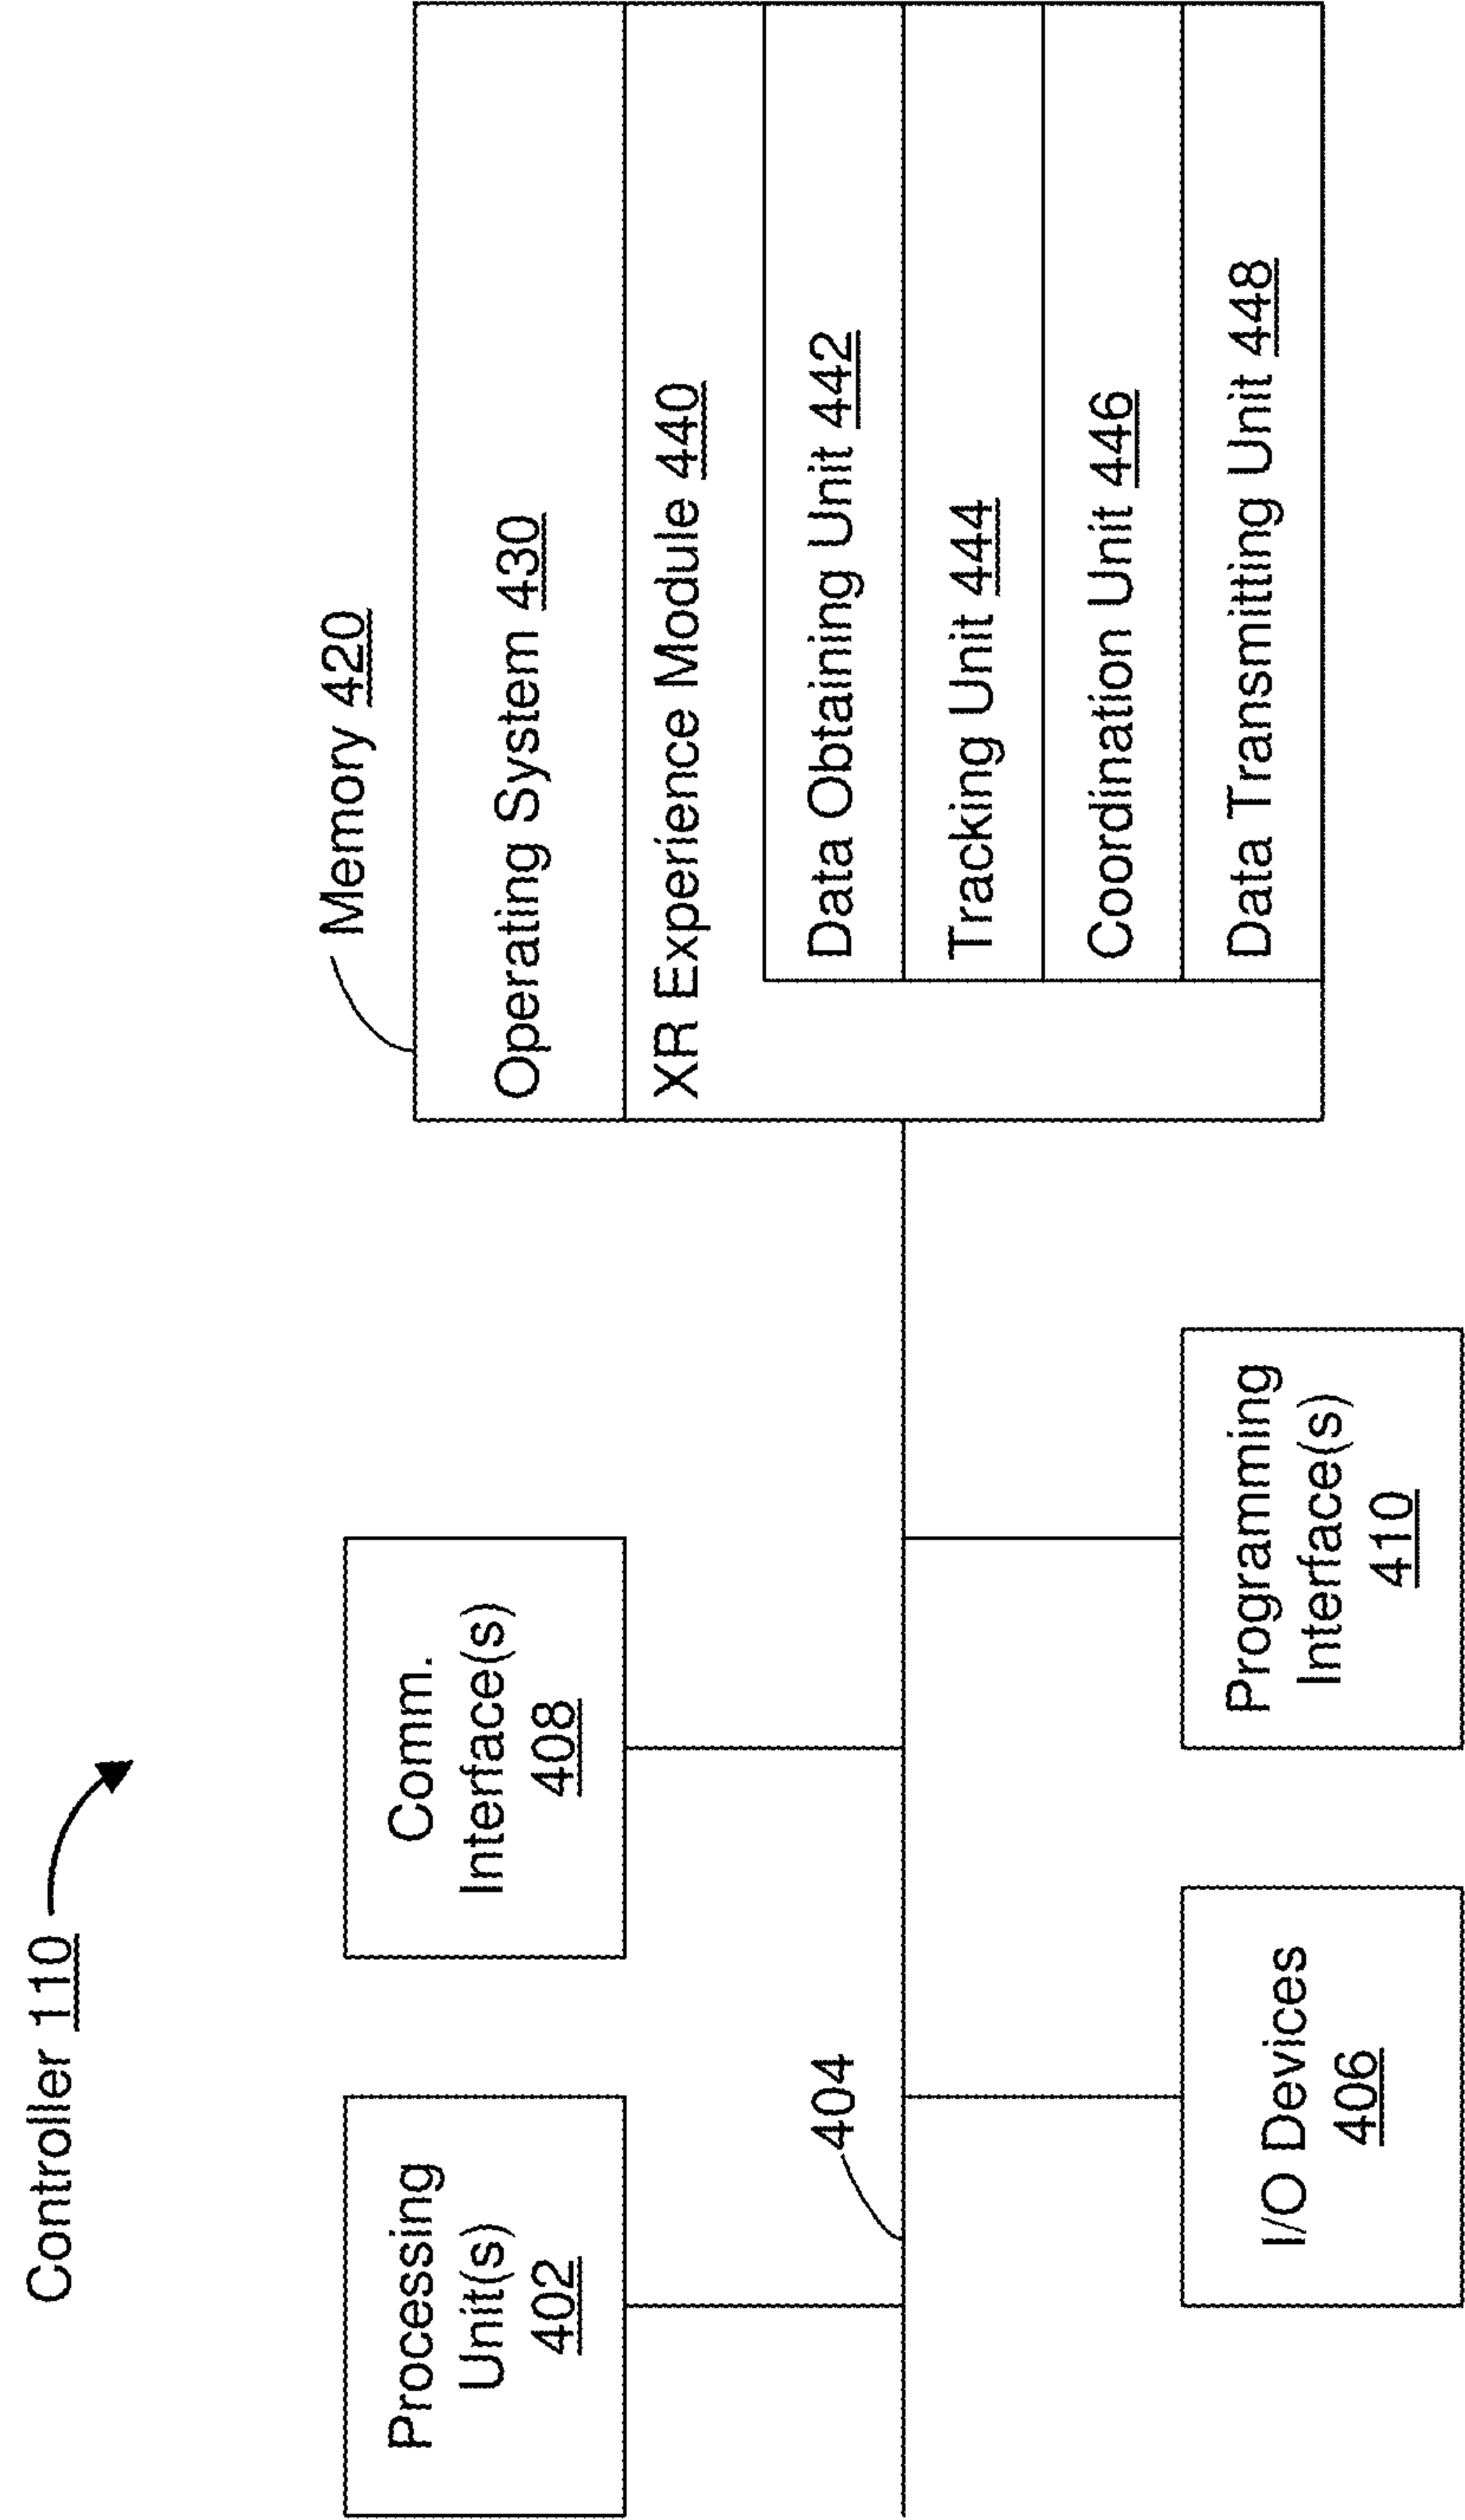 Controller 110
Processing
Unit(s)
402
Comm.
Interface(s)
408
Memory 420
Operating System 430
XR Experience Module 440
Data Obtaining Unit 442
Tracking Unit 444
Coordination Unit 446
Data Transmitting Unit 448
404
I/O Devices
406
Programming
Interface(s)
410